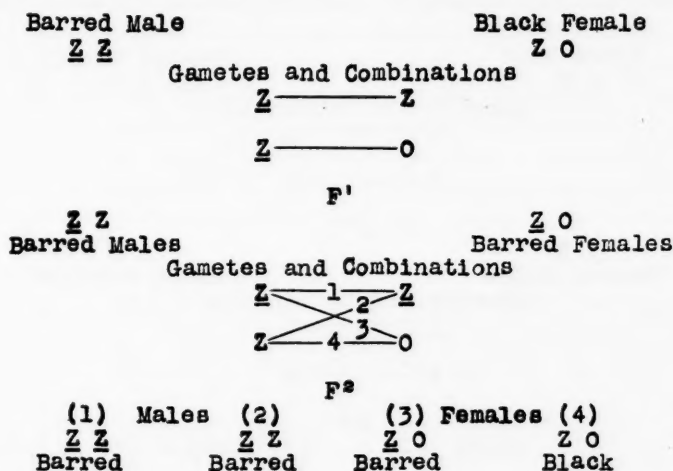 Barred Male Black Female
Z Z Z O
Gametes and Combinations
Z Z
Z O
F¹
Z Z Z O
Barred Males Barred Females
Gametes and Combinations
Z 1 Z
2
3
Z 4 O
F²
(1) Males (2) (3) Females (4)
Z Z Z Z Z O Z O
Barred Barred Barred Black